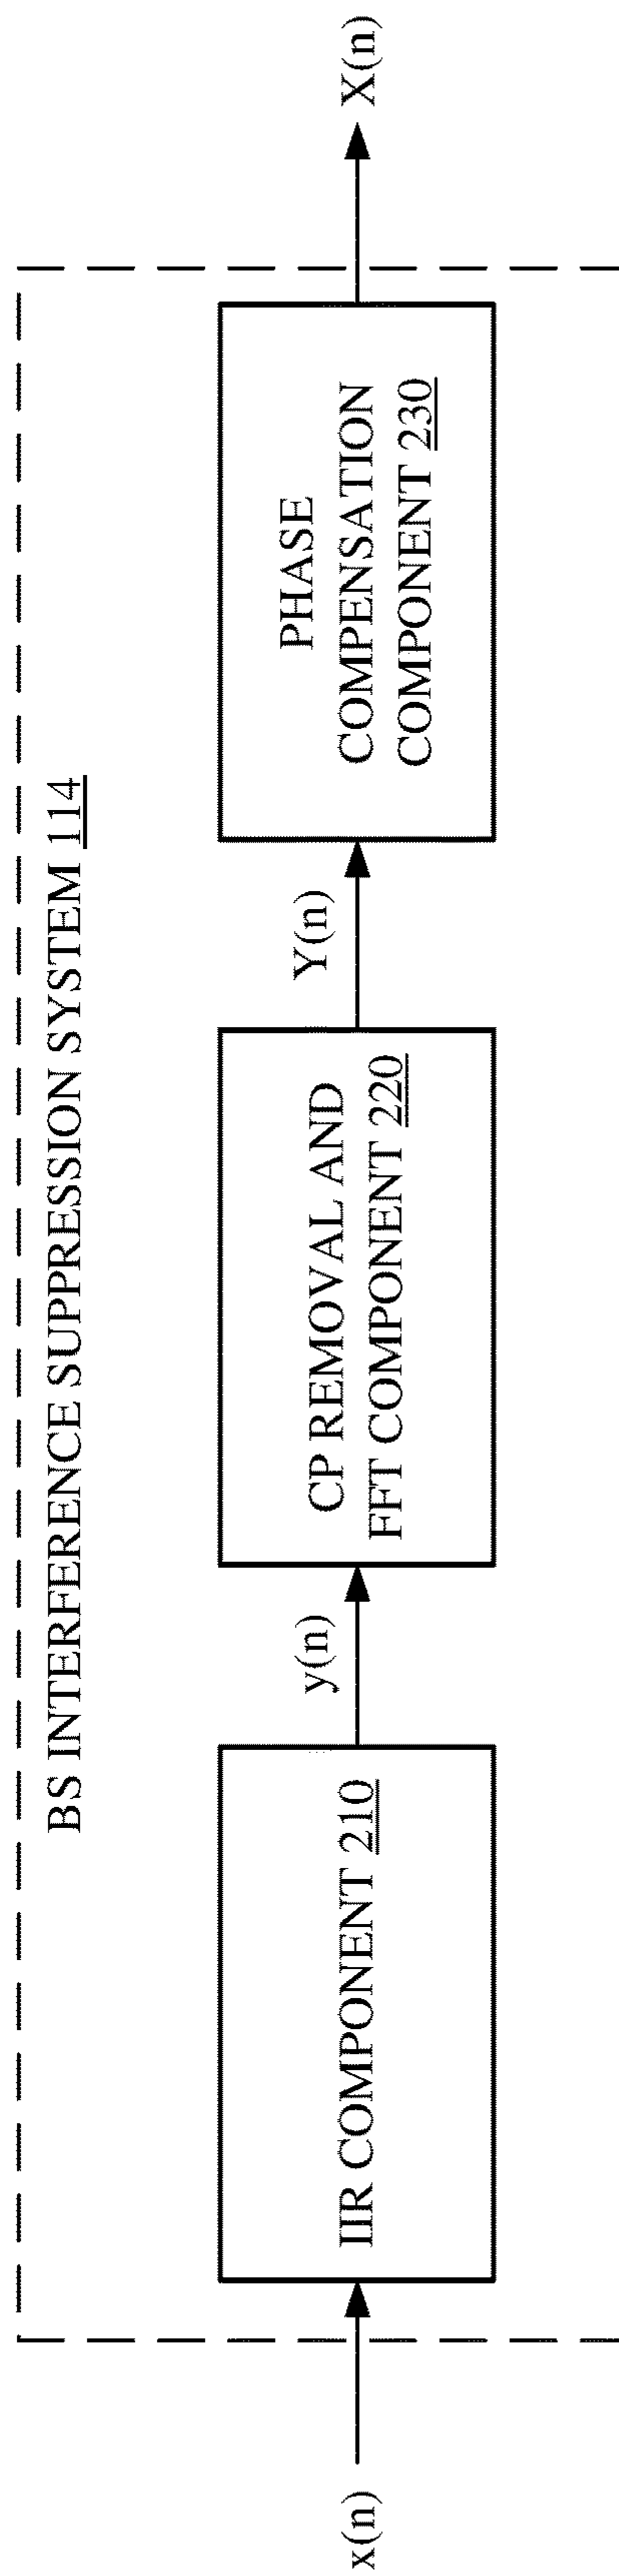 BS INTERFERENCE SUPPRESSION SYSTEM 114
x(n)
IIR COMPONENT 210
y(n)
CP REMOVAL AND
FFT COMPONENT 220
Y(n)
PHASE
COMPENSATION
COMPONENT 230
X(n)